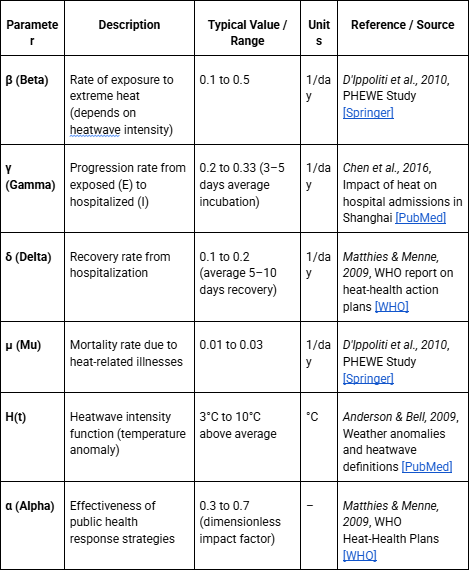 Paramete
r
Description
Typical Value /
Range
Unit
s
Reference / Source
β (Beta)
Rate of exposure to
extreme heat
(depends on
heatwave intensity)
0.1 to 0.5
1/da
y
D'Ippoliti et al., 2010,
PHEWE Study
[Springer]
γ
(Gamma)
Progression rate from
exposed (E) to
hospitalized (I)
0.2 to 0.33 (3–5
days average
incubation)
1/da
y
Chen et al., 2016,
Impact of heat on
hospital admissions in
Shanghai [PubMed]
δ (Delta)
Recovery rate from
hospitalization
0.1 to 0.2
(average 5–10
days recovery)
1/da
y
Matthies & Menne,
2009, WHO report on
heat-health action
plans [WHO]
μ (Mu)
Mortality rate due to
heat-related illnesses
0.01 to 0.03
1/da
y
D'Ippoliti et al., 2010,
PHEWE Study
[Springer]
H(t)
Heatwave intensity
function (temperature
anomaly)
3°C to 10°C
above average
°C
Anderson & Bell, 2009,
Weather anomalies
and heatwave
definitions [PubMed]
α (Alpha)
Effectiveness of
public health
response strategies
0.3 to 0.7
(dimensionless
impact factor)
–
Matthies & Menne,
2009, WHO
Heat-Health Plans
[WHO]